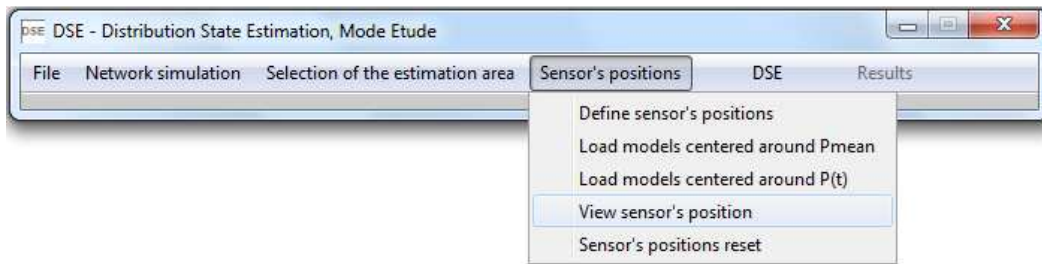 DSE DSE - Distribution State Estimation, Mode Etude
File Network simulation Selection of the estimation area Sensor's positions DSE Results
Define sensor's positions
Load models centered around Pmean
Load models centered around P(t)
View sensor's position
Sensor's positions reset